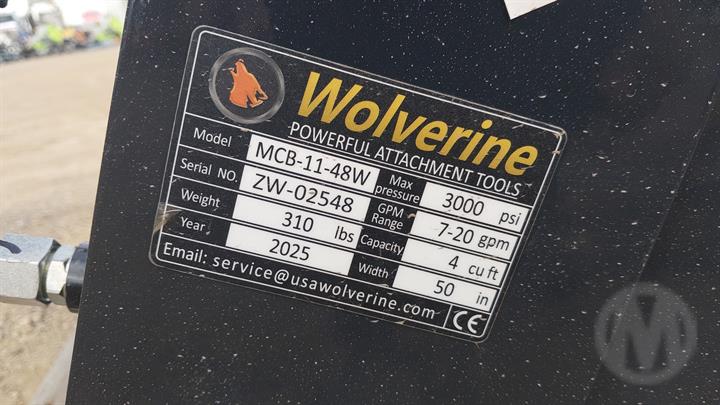 Wolverine
POWERFUL ATTACHMENT TOOLS
Model MCB-11-48W Max pressure 3000 psi
Serial NO. ZW-02548 GPM Range 7-20 gpm
Weight 310 lbs Capacity 4 cu ft
Year 2025 Width 50 in
Email: service@usawolverine.com CE
M